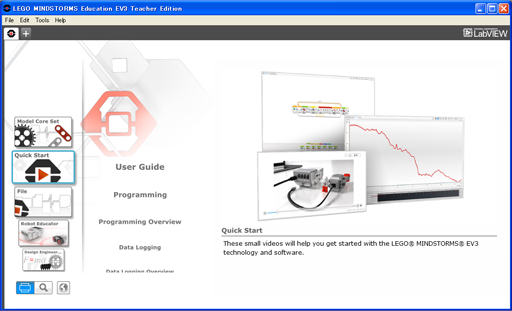 LEGO MINDSTORMS Education EV3 Teacher Edition
File Edit Tools Help
LabVIEW
Model Core Set
Quick Start
File
Robot Educator
Design Engineer...
User Guide
Programming
Programming Overview
Data Logging
Data Logging Overview
Quick Start
These small videos will help you get started with the LEGO® MINDSTORMS® EV3
technology and software.